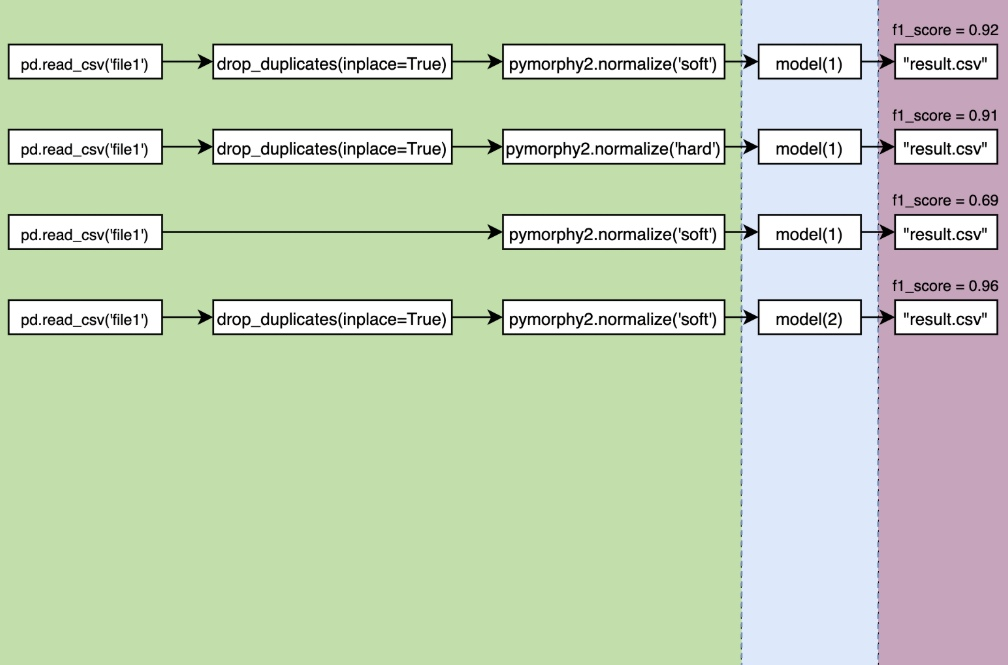 f1_score = 0.92
pd.read_csv('file1') drop_duplicates(inplace=True) pymorphy2.normalize('soft') model(1) "result.csv"
f1_score = 0.91
pd.read_csv('file1') drop_duplicates(inplace=True) pymorphy2.normalize('hard') model(1) "result.csv"
f1_score = 0.69
pd.read_csv('file1') pymorphy2.normalize('soft') model(1) "result.csv"
f1_score = 0.96
pd.read_csv('file1') drop_duplicates(inplace=True) pymorphy2.normalize('soft') model(2) "result.csv"